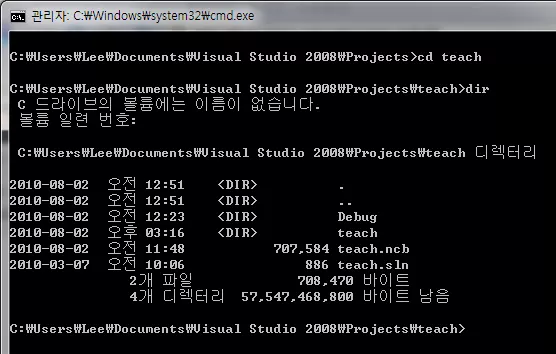 관리자: C:\Windows\system32\cmd.exe
C:₩Users₩Lee₩Documents₩Visual Studio 2008₩Projects>cd teach
C:₩Users₩Lee₩Documents₩Visual Studio 2008₩Projects₩teach>dir
C 드라이브의 볼륨에는 이름이 없습니다.
볼륨 일련 번호:
C:₩Users₩Lee₩Documents₩Visual Studio 2008₩Projects₩teach 디렉터리
2010-08-02 오전 12:51 <DIR> .
2010-08-02 오전 12:51 <DIR> ..
2010-08-02 오전 12:23 <DIR> Debug
2010-08-02 오후 03:16 <DIR> teach
2010-08-02 오전 11:48 707,584 teach.ncb
2010-03-07 오전 10:06 886 teach.sln
2개 파일 708,470 바이트
4개 디렉터리 57,547,468,800 바이트 남음
C:₩Users₩Lee₩Documents₩Visual Studio 2008₩Projects₩teach>